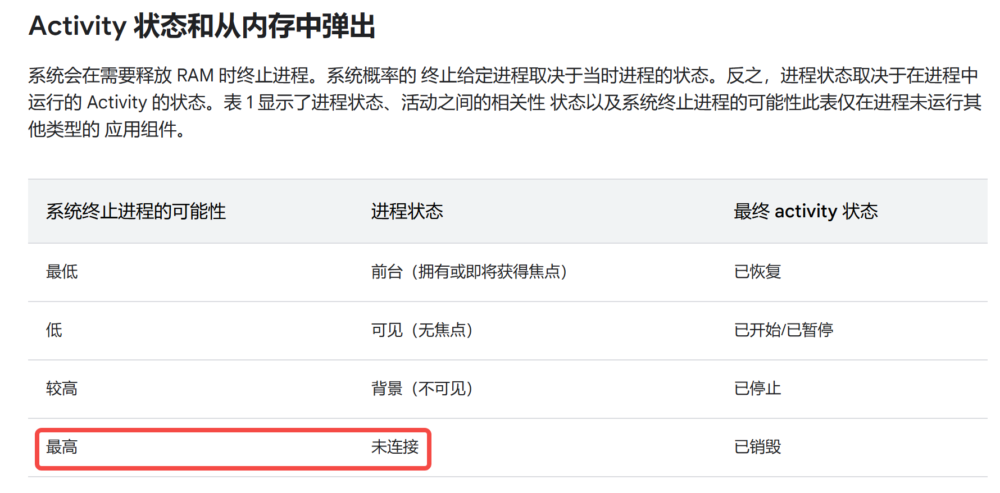 Activity 状态和从内存中弹出
系统会在需要释放 RAM 时终止进程。系统概率的 终止给定进程取决于当时进程的状态。反之，进程状态取决于在进程中
运行的 Activity 的状态。表 1 显示了进程状态、活动之间的相关性 状态以及系统终止进程的可能性此表仅在进程未运行其
他类型的 应用组件。
系统终止进程的可能性 进程状态 最终 activity 状态
最低 前台（拥有或即将获得焦点） 已恢复
低 可见（无焦点） 已开始/已暂停
较高 背景（不可见） 已停止
最高 未连接 已销毁